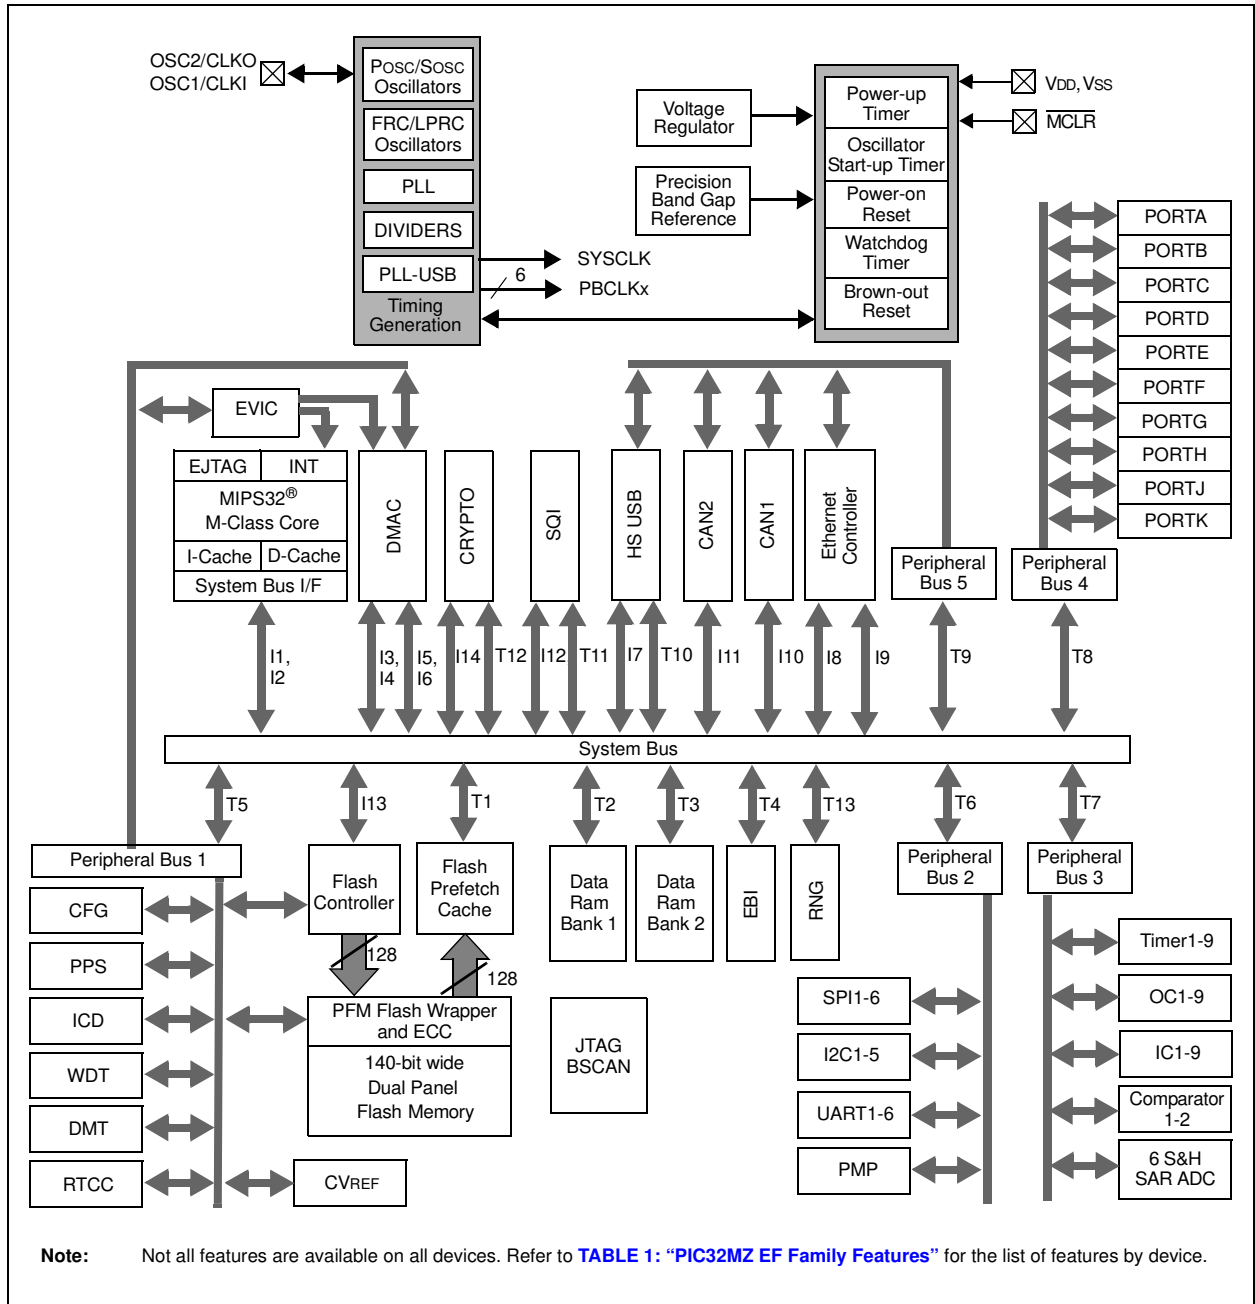 OSC2/CLKO
OSC1/CLKI
POSC/SOSC
Oscillators
FRC/LPRC
Oscillators
PLL
DIVIDERS
PLL-USB
Timing
Generation
SYSCLK
6
PBCLKx
Voltage
Regulator
Precision
Band Gap
Reference
Power-up
Timer
Oscillator
Start-up Timer
Power-on
Reset
Watchdog
Timer
Brown-out
Reset
VDD, VSS
MCLR
PORTA
PORTB
PORTC
PORTD
PORTE
PORTF
PORTG
PORTH
PORTJ
PORTK
EVIC
EJTAG
INT
MIPS32®
M-Class Core
I-Cache
D-Cache
System Bus I/F
DMAC
CRYPTO
SQI
HS USB
CAN2
CAN1
Ethernet
Controller
Peripheral
Bus 5
Peripheral
Bus 4
I1,
I2
I3,
I4
I5,
I6
I14
T12
I12
T11
I7
T10
I11
I10
I8
I9
T9
T8
System Bus
T5
I13
T1
T2
T3
T4
T13
T6
T7
Peripheral Bus 1
Flash
Controller
Flash
Prefetch
Cache
Data
Ram
Bank 1
Data
Ram
Bank 2
EBI
RNG
Peripheral
Bus 2
Peripheral
Bus 3
CFG
PPS
ICD
WDT
DMT
RTCC
128
128
PFM Flash Wrapper
and ECC
140-bit wide
Dual Panel
Flash Memory
CVREF
JTAG
BSCAN
SPI1-6
I2C1-5
UART1-6
PMP
Timer1-9
OC1-9
IC1-9
Comparator
1-2
6 S&H
SAR ADC
Note: Not all features are available on all devices. Refer to TABLE 1: “PIC32MZ EF Family Features” for the list of features by device.